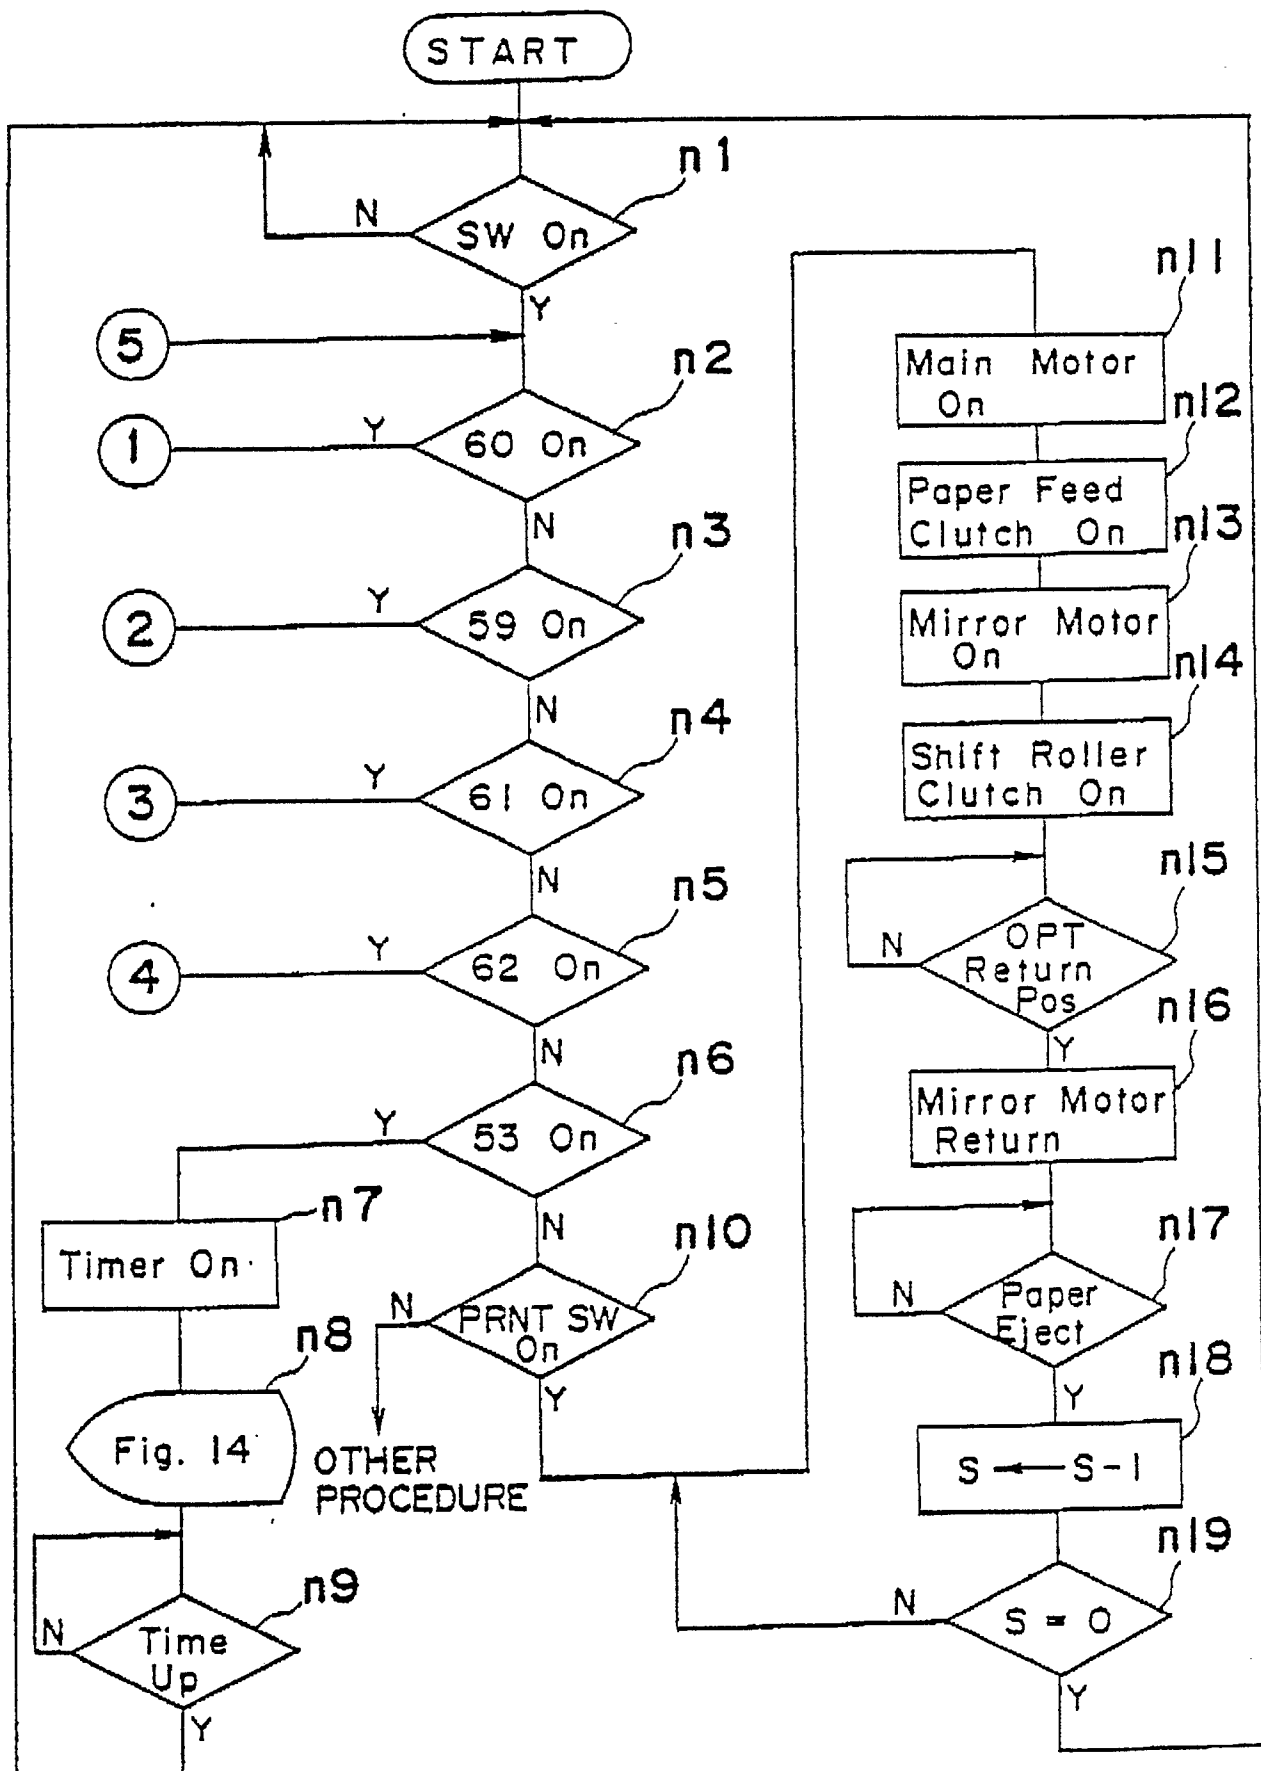 START
n1
N
SW On
Y
5
n2
1
Y
60 On
N
n3
2
Y
59 On
N
n4
3
Y
61 On
N
n5
4
Y
62 On
N
n6
Y
53 On
N
n7
Timer On
n8
Fig. 14
n9
N
Time
Up
Y
n10
N
PRNT SW
On
Y
OTHER
PROCEDURE
n11
Main Motor
On
n12
Paper Feed
Clutch On
n13
Mirror Motor
On
n14
Shift Roller
Clutch On
n15
N
OPT
Return
Pos
Y
n16
Mirror Motor
Return
n17
N
Paper
Eject
Y
n18
S ← S-1
n19
N
S = 0
Y